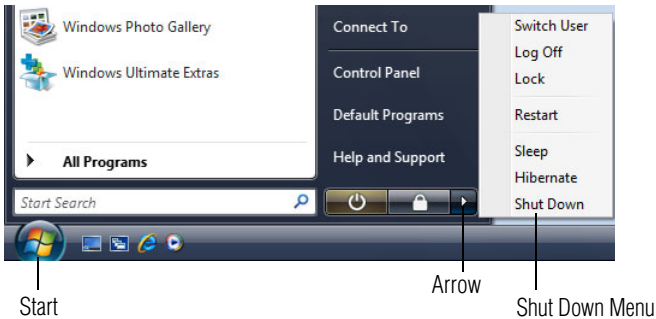 Windows Photo Gallery
Windows Ultimate Extras
All Programs
Start Search
Connect To
Control Panel
Default Programs
Help and Support
Switch User
Log Off
Lock
Restart
Sleep
Hibernate
Shut Down
Start
Arrow
Shut Down Menu